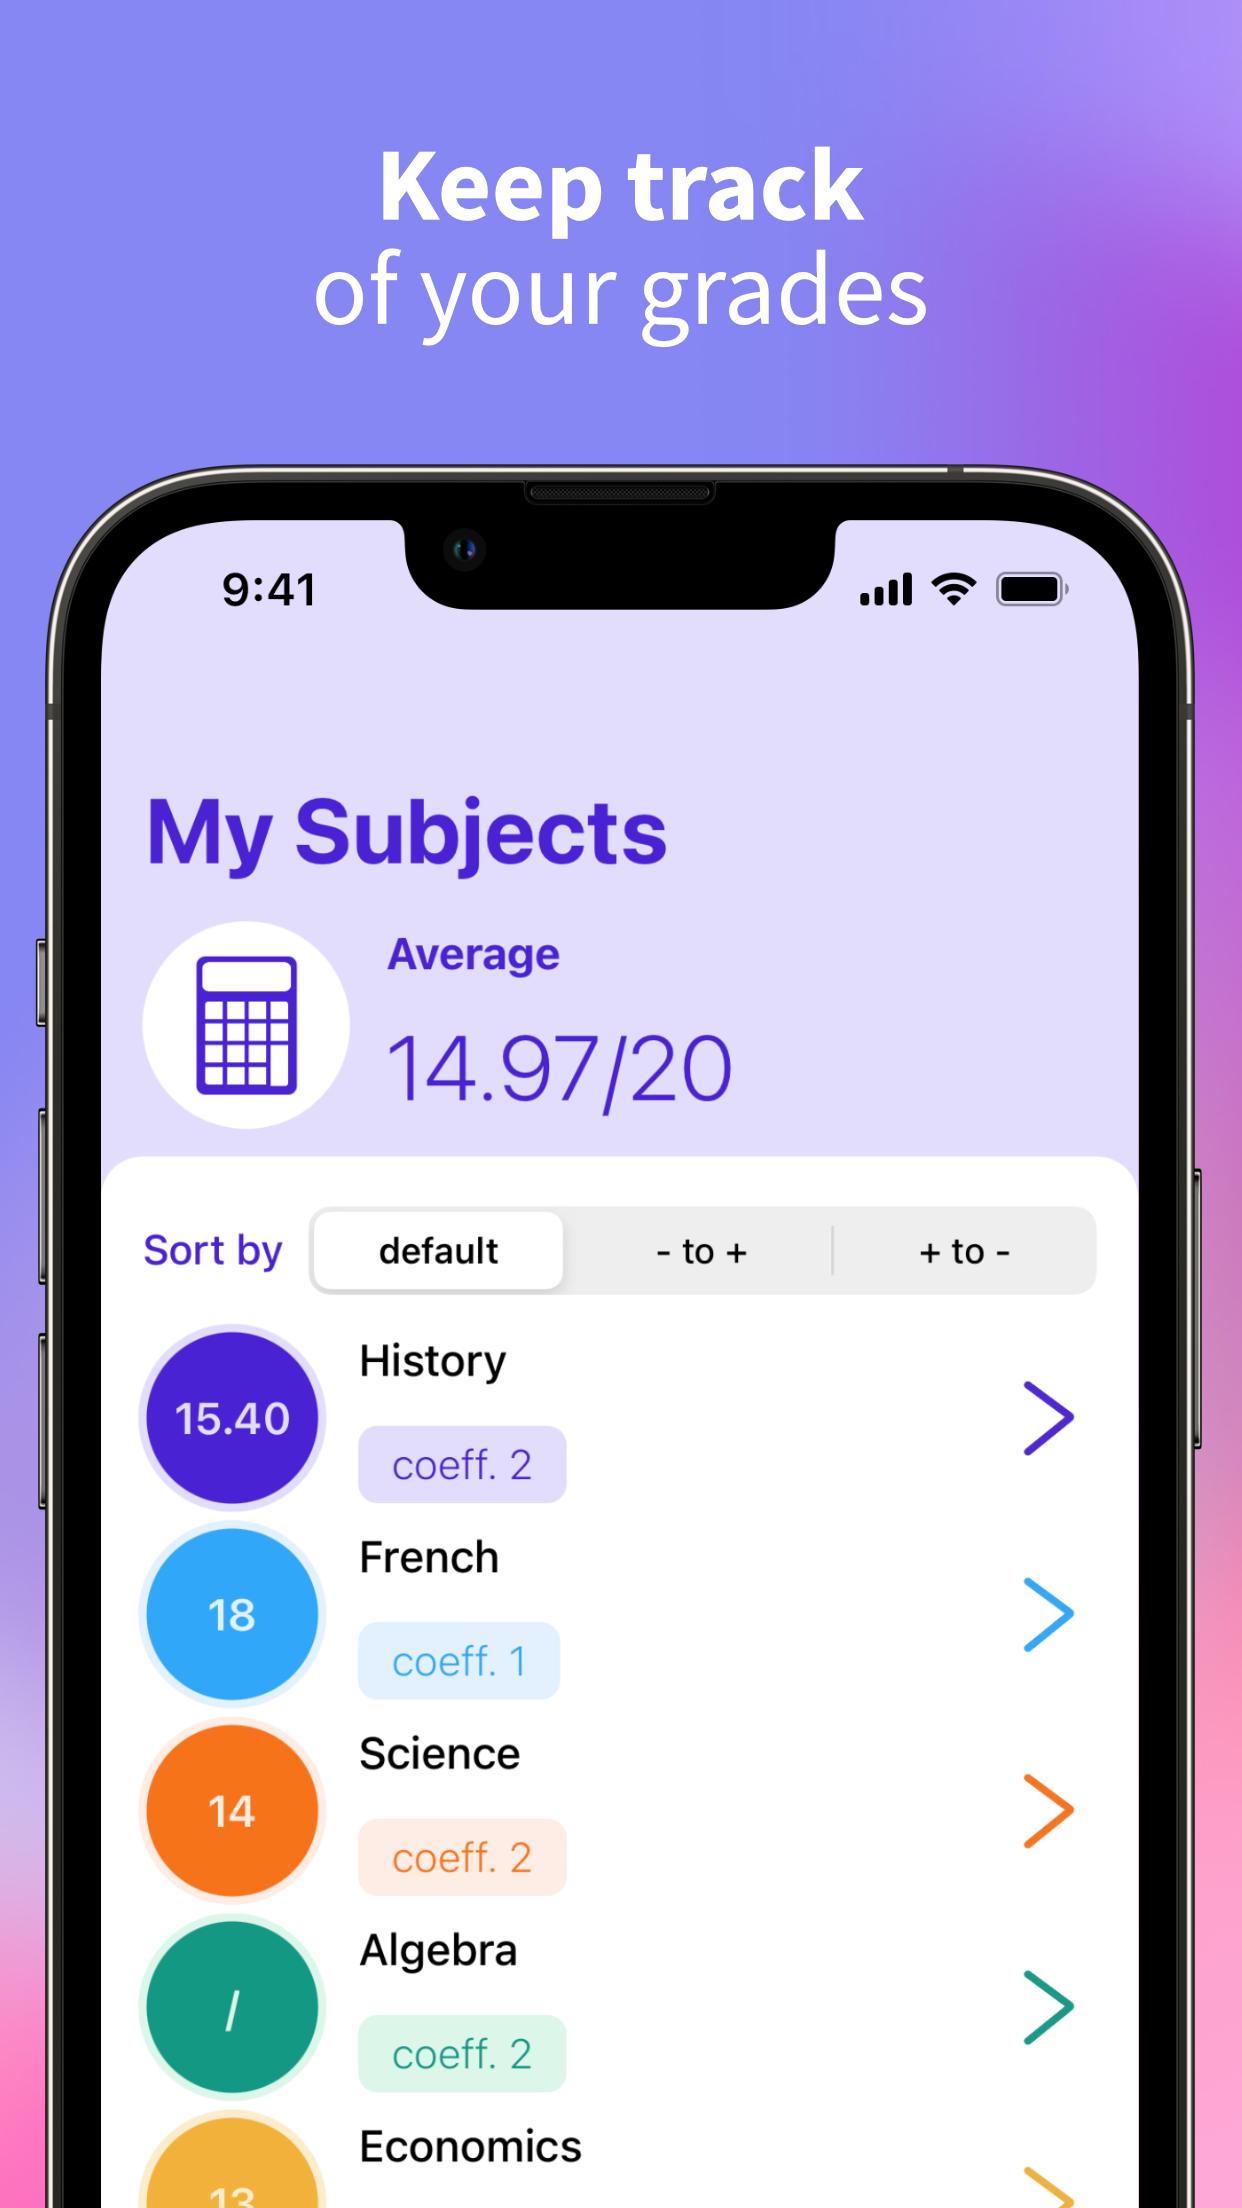 Keep track
of your grades
9:41
My Subjects
Average
14.97/20
Sort by default - to + + to -
History
15.40
coeff. 2
French
18
coeff. 1
Science
14
coeff. 2
Algebra
/
coeff. 2
Economics
13